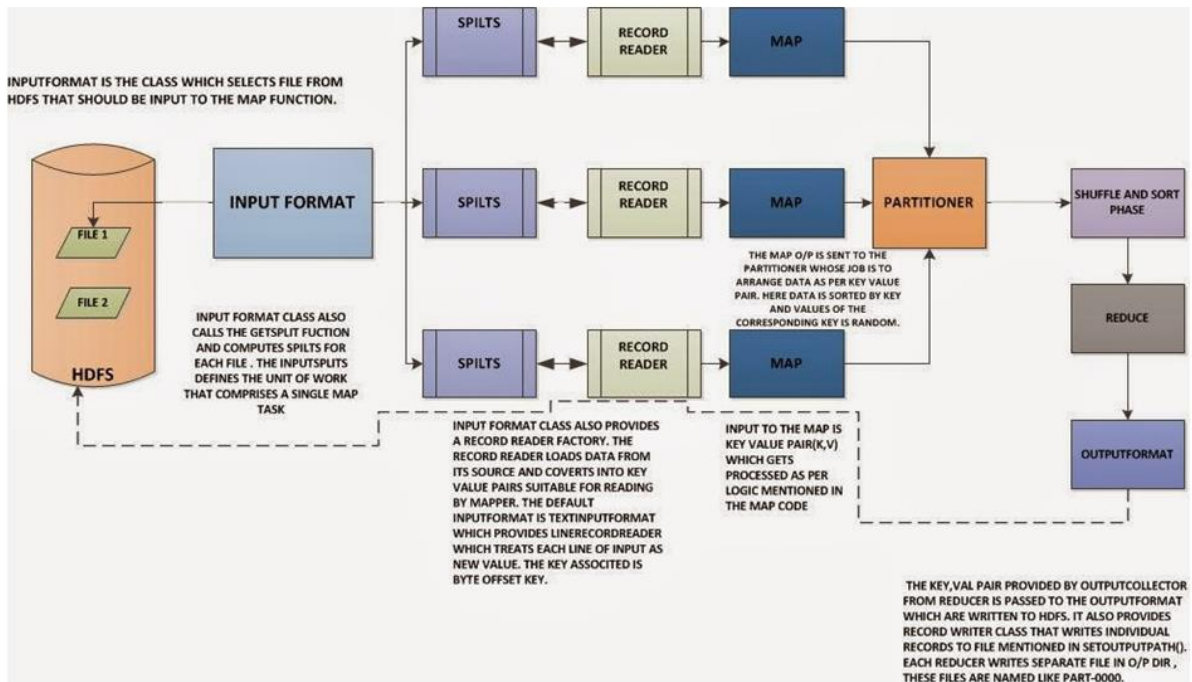 SPILTS
RECORD
READER
MAP
INPUTFORMAT IS THE CLASS WHICH SELECTS FILE FROM
HDFS THAT SHOULD BE INPUT TO THE MAP FUNCTION.
INPUT FORMAT
SPILTS
RECORD
READER
MAP
PARTITIONER
SHUFFLE AND SORT
PHASE
FILE 1
FILE 2
HDFS
THE MAP O/P IS SENT TO THE
PARTITIONER WHOSE JOB IS TO
ARRANGE DATA AS PER KEY VALUE
PAIR. HERE DATA IS SORTED BY KEY
AND VALUES OF THE
CORRESPONDING KEY IS RANDOM.
REDUCE
INPUT FORMAT CLASS ALSO
CALLS THE GETSPLIT FUCTION
AND COMPUTES SPILTS FOR
EACH FILE . THE INPUTSPLITS
DEFINES THE UNIT OF WORK
THAT COMPRISES A SINGLE MAP
TASK
SPILTS
RECORD
READER
MAP
INPUT FORMAT CLASS ALSO PROVIDES
A RECORD READER FACTORY. THE
RECORD READER LOADS DATA FROM
ITS SOURCE AND COVERTS INTO KEY
VALUE PAIRS SUITABLE FOR READING
BY MAPPER. THE DEFAULT
INPUTFORMAT IS TEXTINPUTFORMAT
WHICH PROVIDES LINERECORDREADER
WHICH TREATS EACH LINE OF INPUT AS
NEW VALUE. THE KEY ASSOCITED IS
BYTE OFFSET KEY.
INPUT TO THE MAP IS
KEY VALUE PAIR(K,V)
WHICH GETS
PROCESSED AS PER
LOGIC MENTIONED IN
THE MAP CODE
OUTPUTFORMAT
THE KEY,VAL PAIR PROVIDED BY OUTPUTCOLLECTOR
FROM REDUCER IS PASSED TO THE OUTPUTFORMAT
WHICH ARE WRITTEN TO HDFS. IT ALSO PROVIDES
RECORD WRITER CLASS THAT WRITES INDIVIDUAL
RECORDS TO FILE MENTIONED IN SETOUTPUTPATH().
EACH REDUCER WRITES SEPARATE FILE IN O/P DIR ,
THESE FILES ARE NAMED LIKE PART-0000.